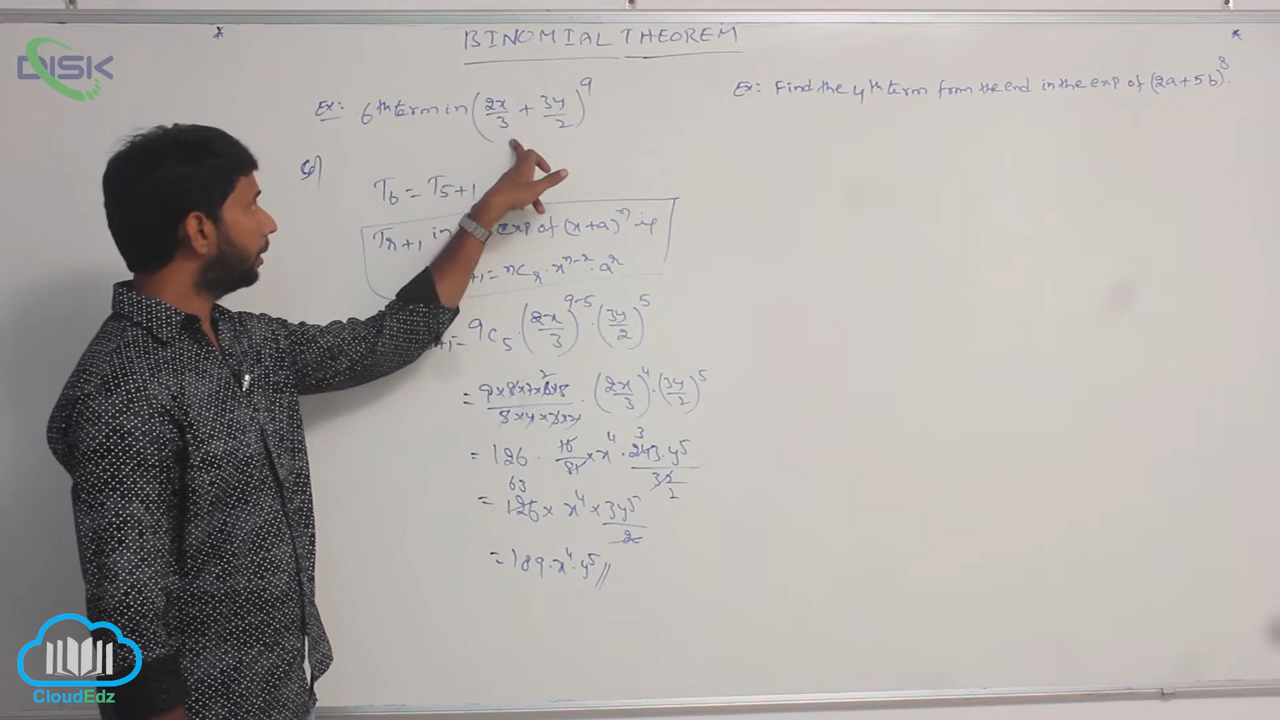 DISK
BINOMIAL THEOREM
Ex: 6th term in (2x/3 + 3y/2)^9
T6 = T5+1
Tr+1 in exp of (x+a)^n is
+1 = nCr · x^n-r · a^r
+1 = 9C5 · (2x/3)^9-5 · (3y/2)^5
= 9×8×7×6×5 / 5×4×3×2×1 · (2x/3)^4 · (3y/2)^5
= 126 · 16/81 × x^4 · 243·y^5/32
= 126 × x^4 × 3y^5/2
= 189·x^4·y^5 //
Ex: Find the 4th term from the end in the exp of (2a+5b)^8.
CloudEdz